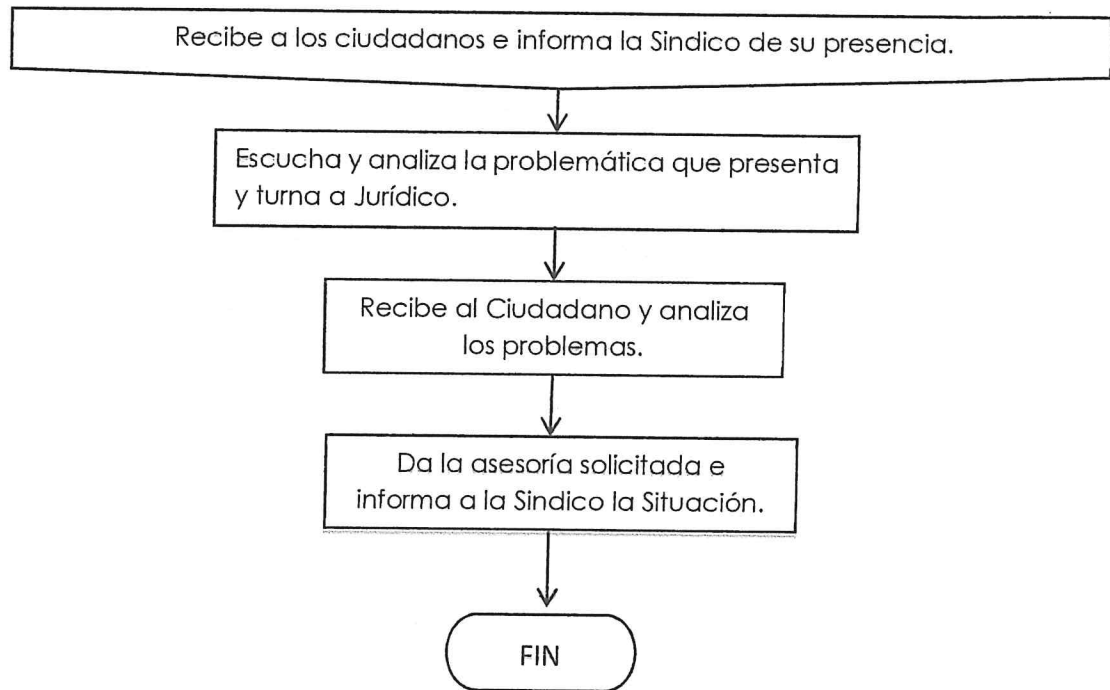 Recibe a los ciudadanos e informa la Sindico de su presencia.
Escucha y analiza la problemática que presenta
y turna a Jurídico.
Recibe al Ciudadano y analiza
los problemas.
Da la asesoría solicitada e
informa a la Sindico la Situación.
FIN